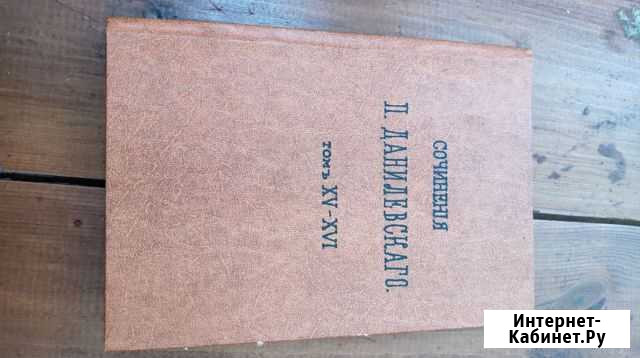 СОЧИНЕНІЯ
П. ДАНИЛЕВСКАГО.
ТОМЪ XV-XVI
Интернет-
Кабинет.Ру